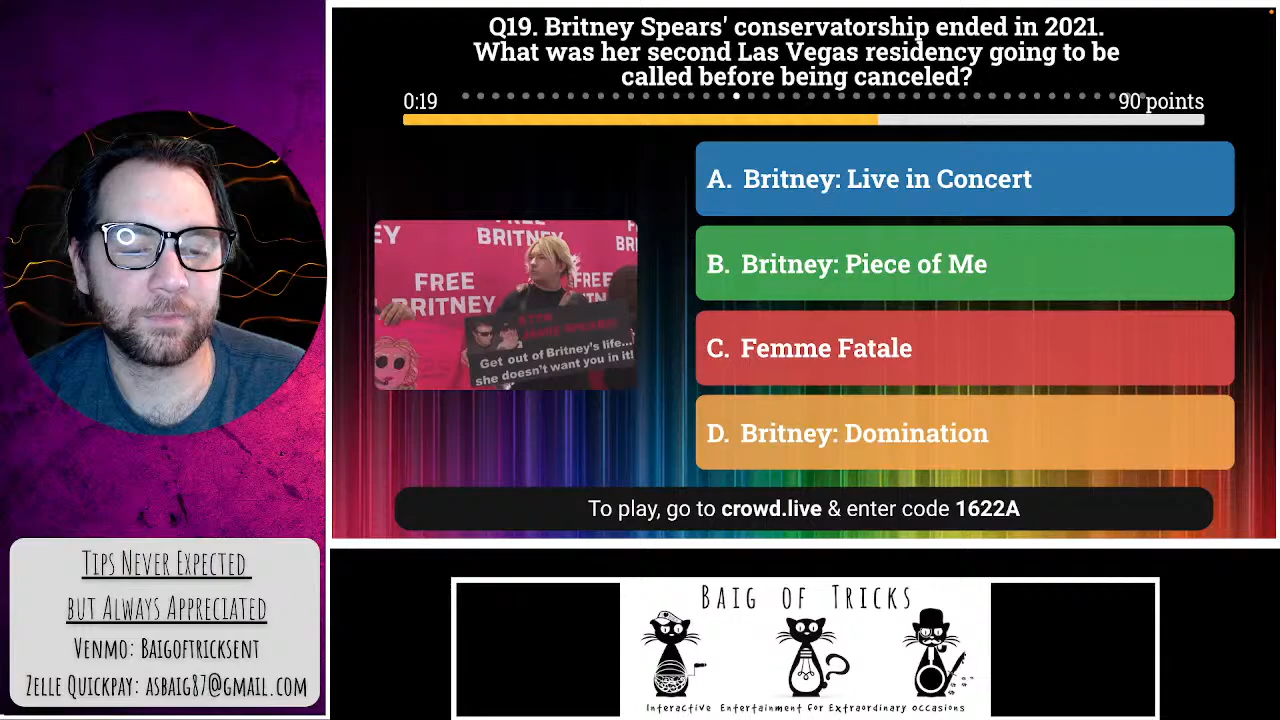 Q19. Britney Spears' conservatorship ended in 2021.
What was her second Las Vegas residency going to be
called before being canceled?
0:19
90 points
A. Britney: Live in Concert
B. Britney: Piece of Me
C. Femme Fatale
D. Britney: Domination
FREE
BRITNEY
FREE
BRITNEY
FREE
Get out of Britney's life...
she doesn't want you in it!
To play, go to crowd.live & enter code 1622A
Tips Never Expected
but Always Appreciated
Venmo: Baigoftricksent
Zelle Quickpay: asbaig87@gmail.com
Baig of Tricks
Interactive Entertainment for Extraordinary Occasions